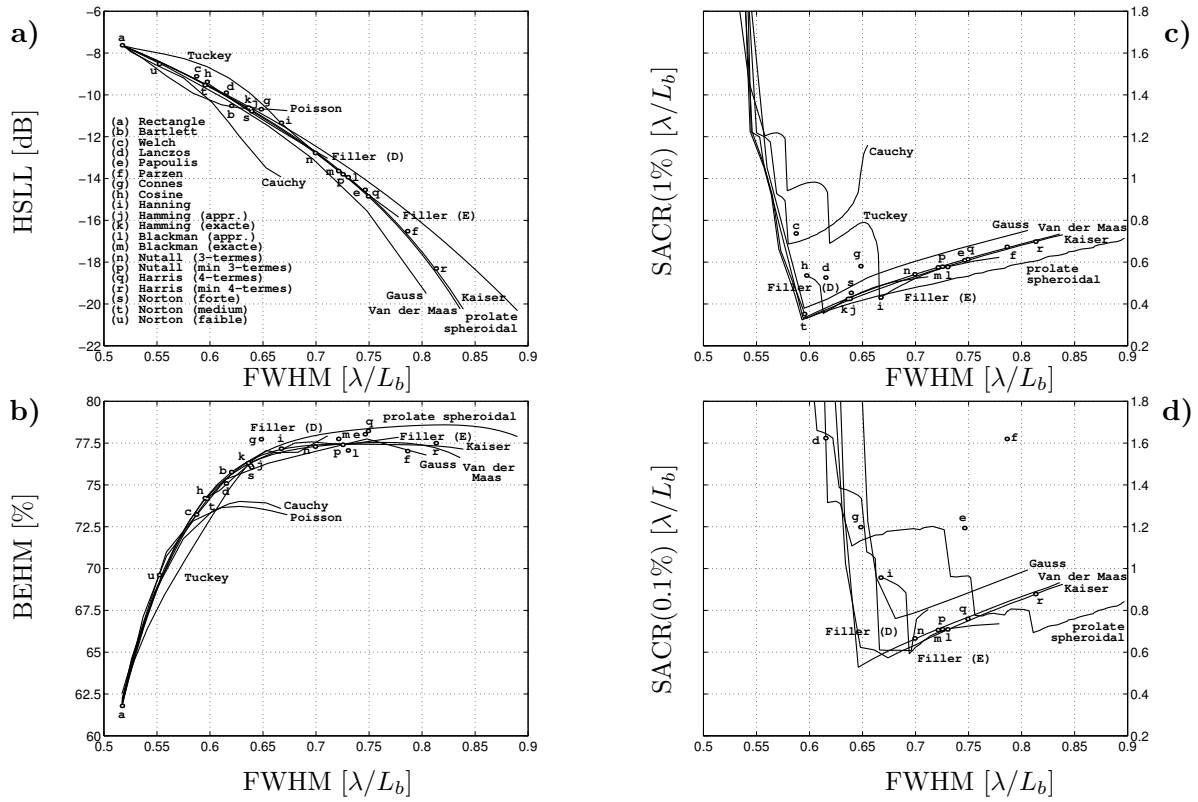 a)
HSLL [dB]
-6
-8
-10
-12
-14
-16
-18
-20
-22
0.5
0.55
0.6
0.65
0.7
0.75
0.8
0.85
0.9
FWHM [λ/L_b]
a
u
c
h
t
d
b
k
j
s
g
i
n
m
p
l
e
q
f
r
Tuckey
Poisson
Cauchy
Filler (D)
Filler (E)
Gauss
Van der Maas
Kaiser
prolate
spheroidal
(a) Rectangle
(b) Bartlett
(c) Welch
(d) Lanczos
(e) Papoulis
(f) Parzen
(g) Connes
(h) Cosine
(i) Hanning
(j) Hamming (appr.)
(k) Hamming (exacte)
(l) Blackman (appr.)
(m) Blackman (exacte)
(n) Nutall (3-termes)
(p) Nutall (min 3-termes)
(q) Harris (4-termes)
(r) Harris (min 4-termes)
(s) Norton (forte)
(t) Norton (medium)
(u) Norton (faible)
c)
SACR(1%) [λ/L_b]
1.8
1.6
1.4
1.2
1
0.8
0.6
0.4
0.2
0.5
0.55
0.6
0.65
0.7
0.75
0.8
0.85
0.9
FWHM [λ/L_b]
Cauchy
Tuckey
Gauss
Van der Maas
Kaiser
prolate
spheroidal
Filler (D)
Filler (E)
c
h
d
g
s
t
k
j
i
n
p
m
l
e
q
f
r
b)
BEHM [%]
80
77.5
75
72.5
70
67.5
65
62.5
60
0.5
0.55
0.6
0.65
0.7
0.75
0.8
0.85
0.9
FWHM [λ/L_b]
prolate spheroidal
Filler (D)
Filler (E)
Kaiser
Gauss
Van der
Maas
Cauchy
Poisson
Tuckey
a
u
c
h
t
d
b
k
j
s
g
i
n
m
e
q
p
l
f
r
d)
SACR(0.1%) [λ/L_b]
1.8
1.6
1.4
1.2
1
0.8
0.6
0.4
0.2
0.5
0.55
0.6
0.65
0.7
0.75
0.8
0.85
0.9
FWHM [λ/L_b]
d
f
g
e
i
Gauss
Van der Maas
Kaiser
prolate
spheroidal
Filler (D)
Filler (E)
n
p
m
l
q
r